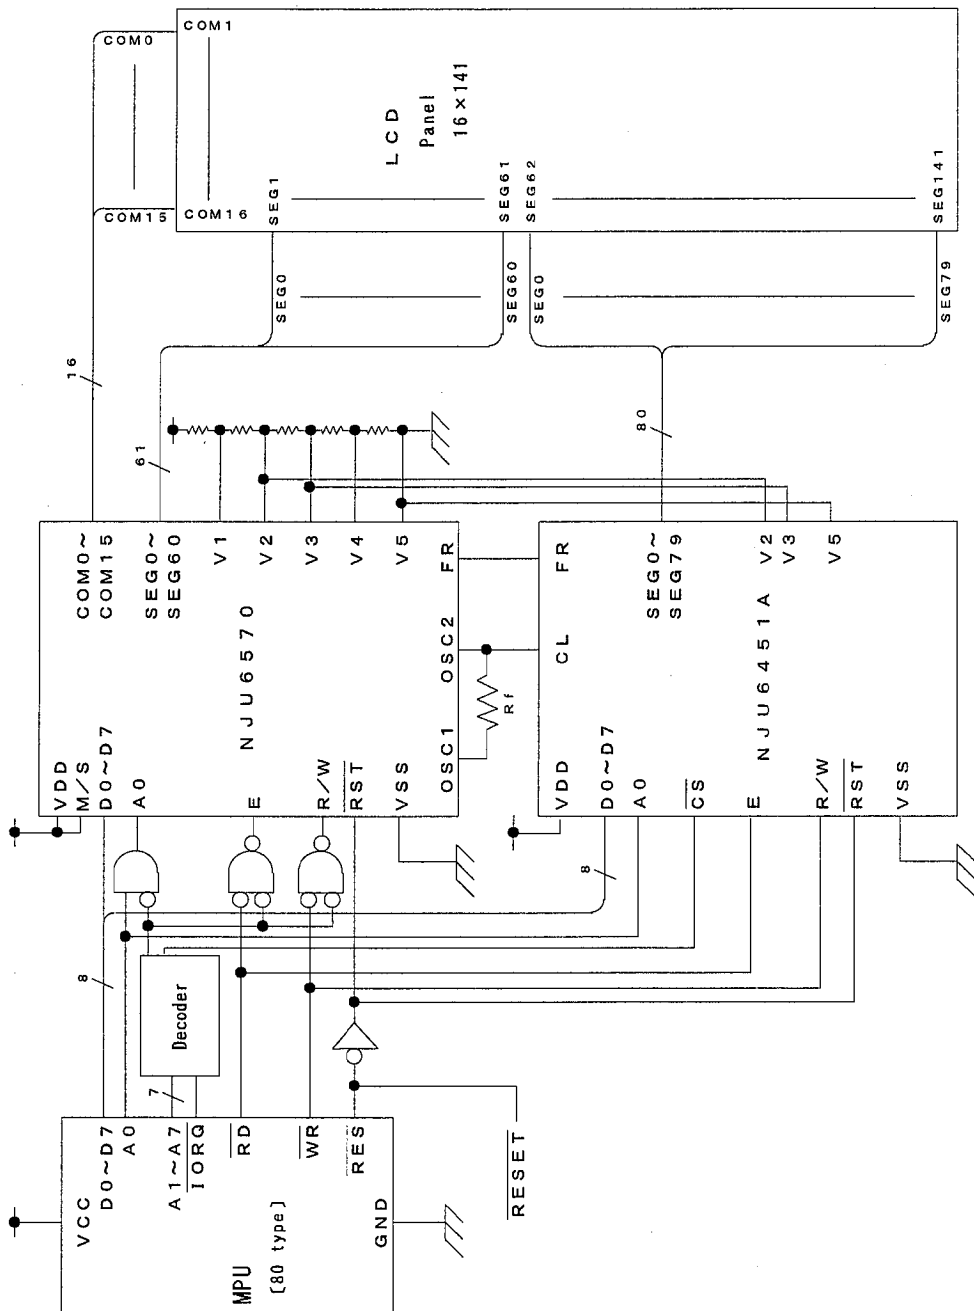 MPU
[80 type]
VCC
D0~D7
A0
A1~A7
IORQ
RD
WR
RES
GND
RESET
7
8
Decoder
8
VDD
M/S
D0~D7
A0
E
R/W
RST
VSS
NJU6570
COM0~
COM15
SEG0~
SEG60
V1
V2
V3
V4
V5
OSC1
OSC2
FR
Rf
VDD
D0~D7
A0
CS
E
R/W
RST
VSS
NJU6451A
CL
FR
SEG0~
SEG79
V2
V3
V5
16
61
80
COM0
COM15
SEG0
SEG60
SEG0
SEG79
COM1
COM16
SEG1
SEG61
SEG62
SEG141
LCD
Panel
16×141